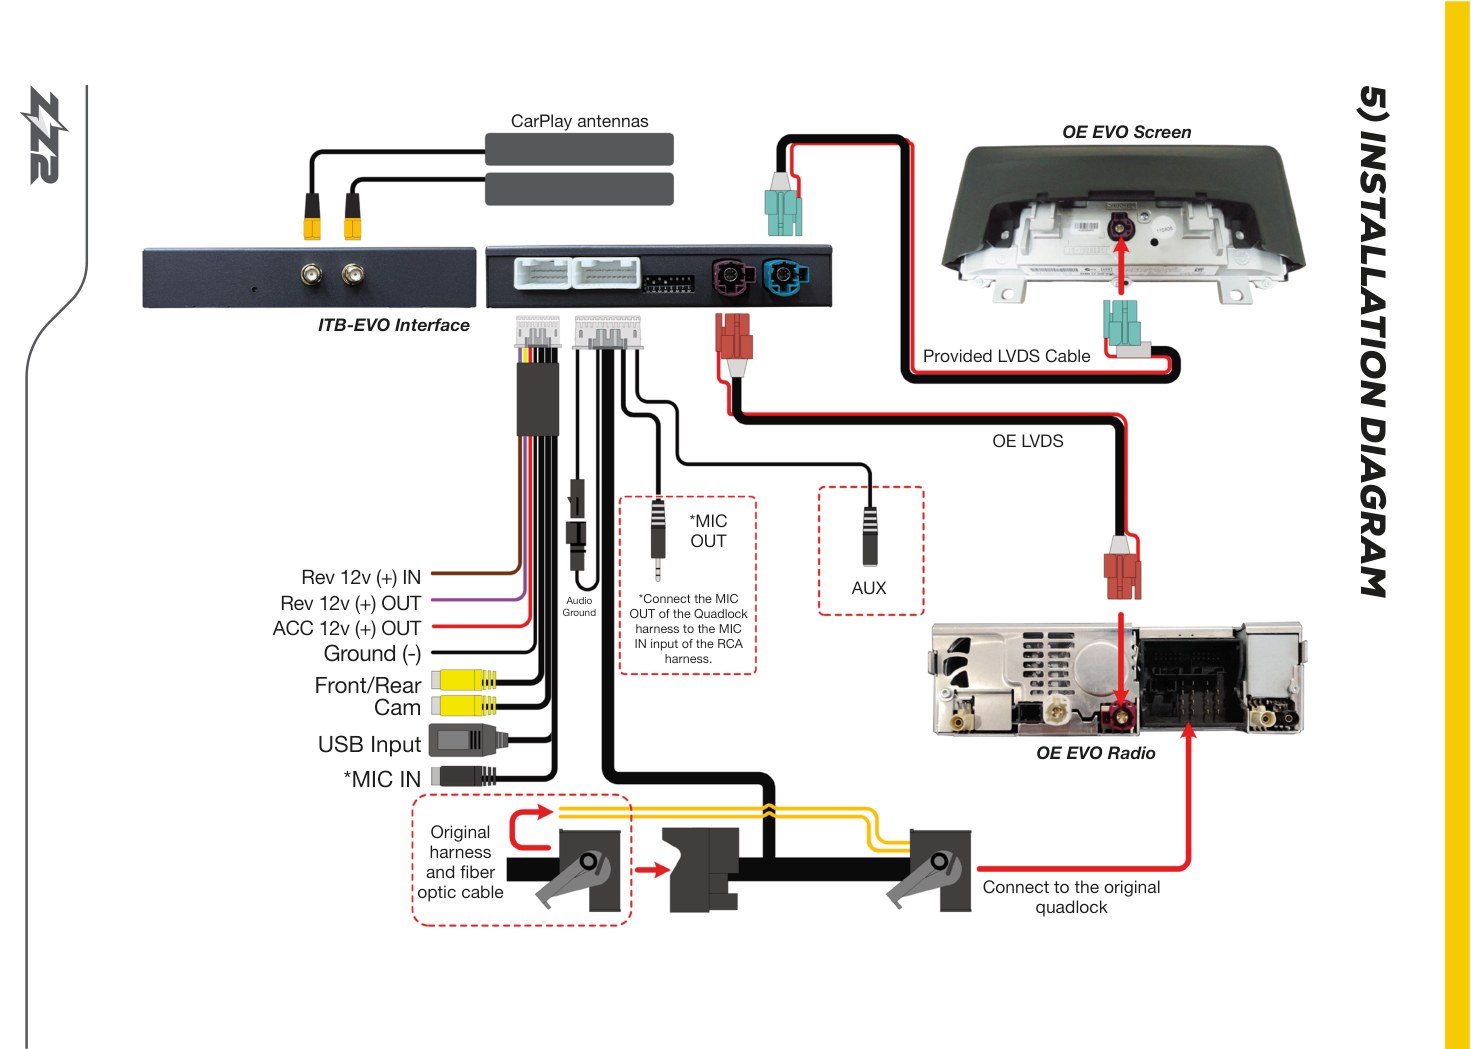 5) INSTALLATION DIAGRAM
ZZ2
CarPlay antennas
OE EVO Screen
ITB-EVO Interface
Provided LVDS Cable
OE LVDS
*MIC
OUT
*Connect the MIC
OUT of the Quadlock
harness to the MIC
IN input of the RCA
harness.
AUX
Audio
Ground
Rev 12v (+) IN
Rev 12v (+) OUT
ACC 12v (+) OUT
Ground (-)
Front/Rear
Cam
USB Input
*MIC IN
OE EVO Radio
Original
harness
and fiber
optic cable
Connect to the original
quadlock